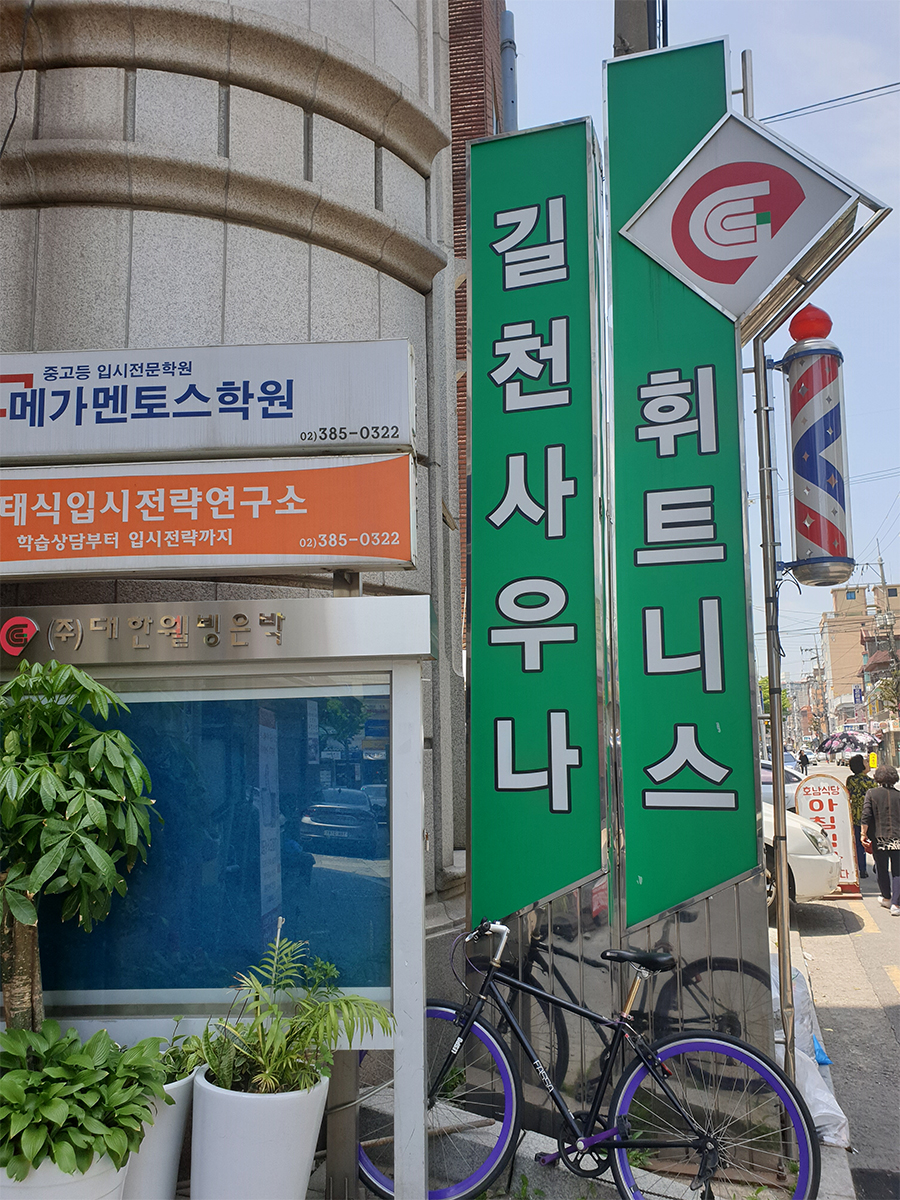 중고등 입시전문학원
메가멘토스학원
02)385-0322
태식입시전략연구소
학습상담부터 입시전략까지
02)385-0322
(주)대한웰빙은박
길천사우나
휘트니스
호남식당
아침